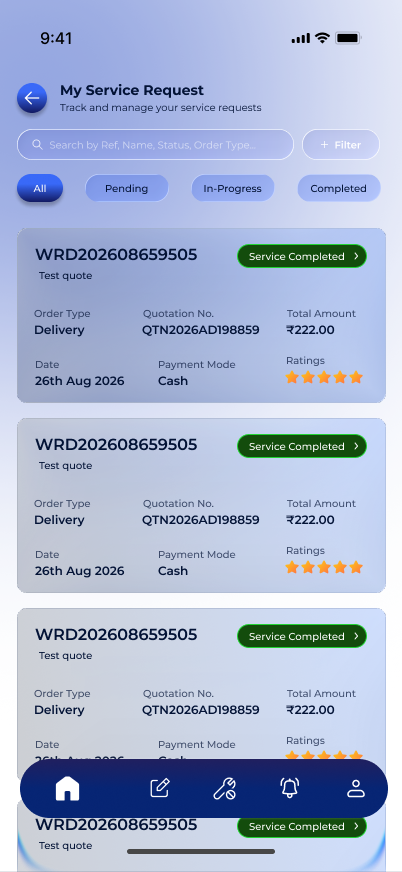 9:41
My Service Request
Track and manage your service requests
Search by Ref, Name, Status, Order Type...
+ Filter
All Pending In-Progress Completed
WRD202608659505 Service Completed
Test quote
Order Type Quotation No. Total Amount
Delivery QTN2026AD198859 ₹222.00
Date Payment Mode Ratings
26th Aug 2026 Cash
WRD202608659505 Service Completed
Test quote
Order Type Quotation No. Total Amount
Delivery QTN2026AD198859 ₹222.00
Date Payment Mode Ratings
26th Aug 2026 Cash
WRD202608659505 Service Completed
Test quote
Order Type Quotation No. Total Amount
Delivery QTN2026AD198859 ₹222.00
Date Payment Mode Ratings
26th Aug 2026 Cash
WRD202608659505 Service Completed
Test quote